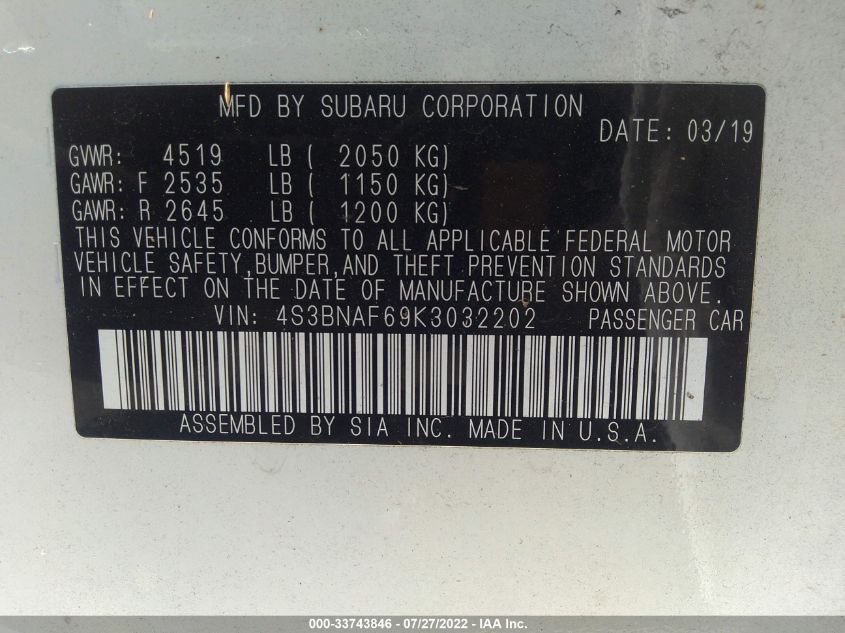 MFD BY SUBARU CORPORATION
DATE: 03/19
GVWR: 4519 LB ( 2050 KG)
GAWR: F 2535 LB ( 1150 KG)
GAWR: R 2645 LB ( 1200 KG)
THIS VEHICLE CONFORMS TO ALL APPLICABLE FEDERAL MOTOR
VEHICLE SAFETY,BUMPER,AND THEFT PREVENTION STANDARDS
IN EFFECT ON THE DATE OF MANUFACTURE SHOWN ABOVE.
VIN: 4S3BNAF69K3032202 PASSENGER CAR
ASSEMBLED BY SIA INC. MADE IN U.S.A.
000-33743846 - 07/27/2022 - IAA Inc.